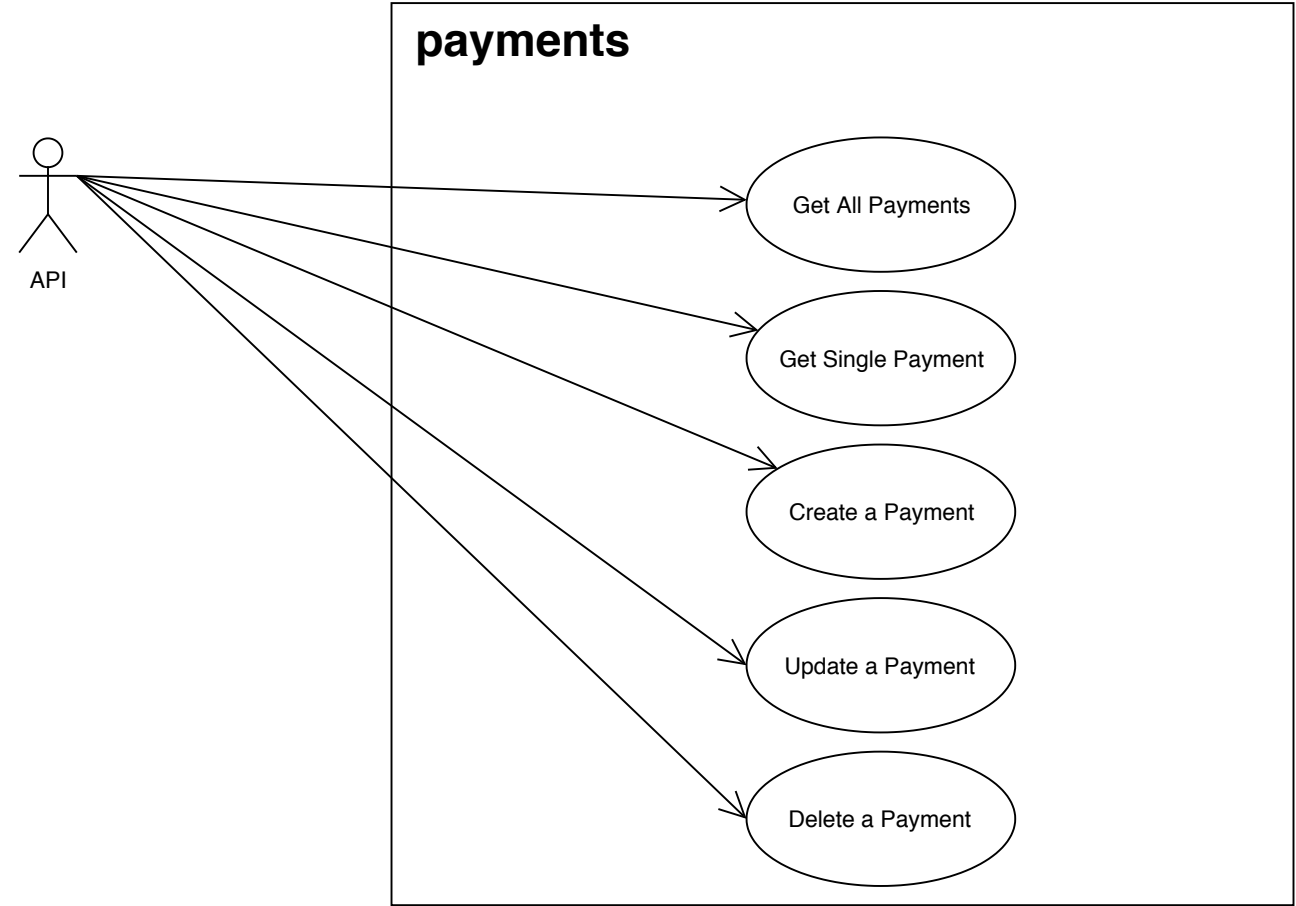 payments
API
Get All Payments
Get Single Payment
Create a Payment
Update a Payment
Delete a Payment